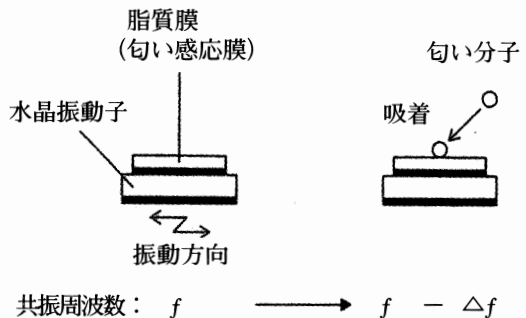 脂質膜
(匂い感応膜)
匂い分子
水晶振動子
吸着
振動方向
共振周波数： f ⟶ f － △f